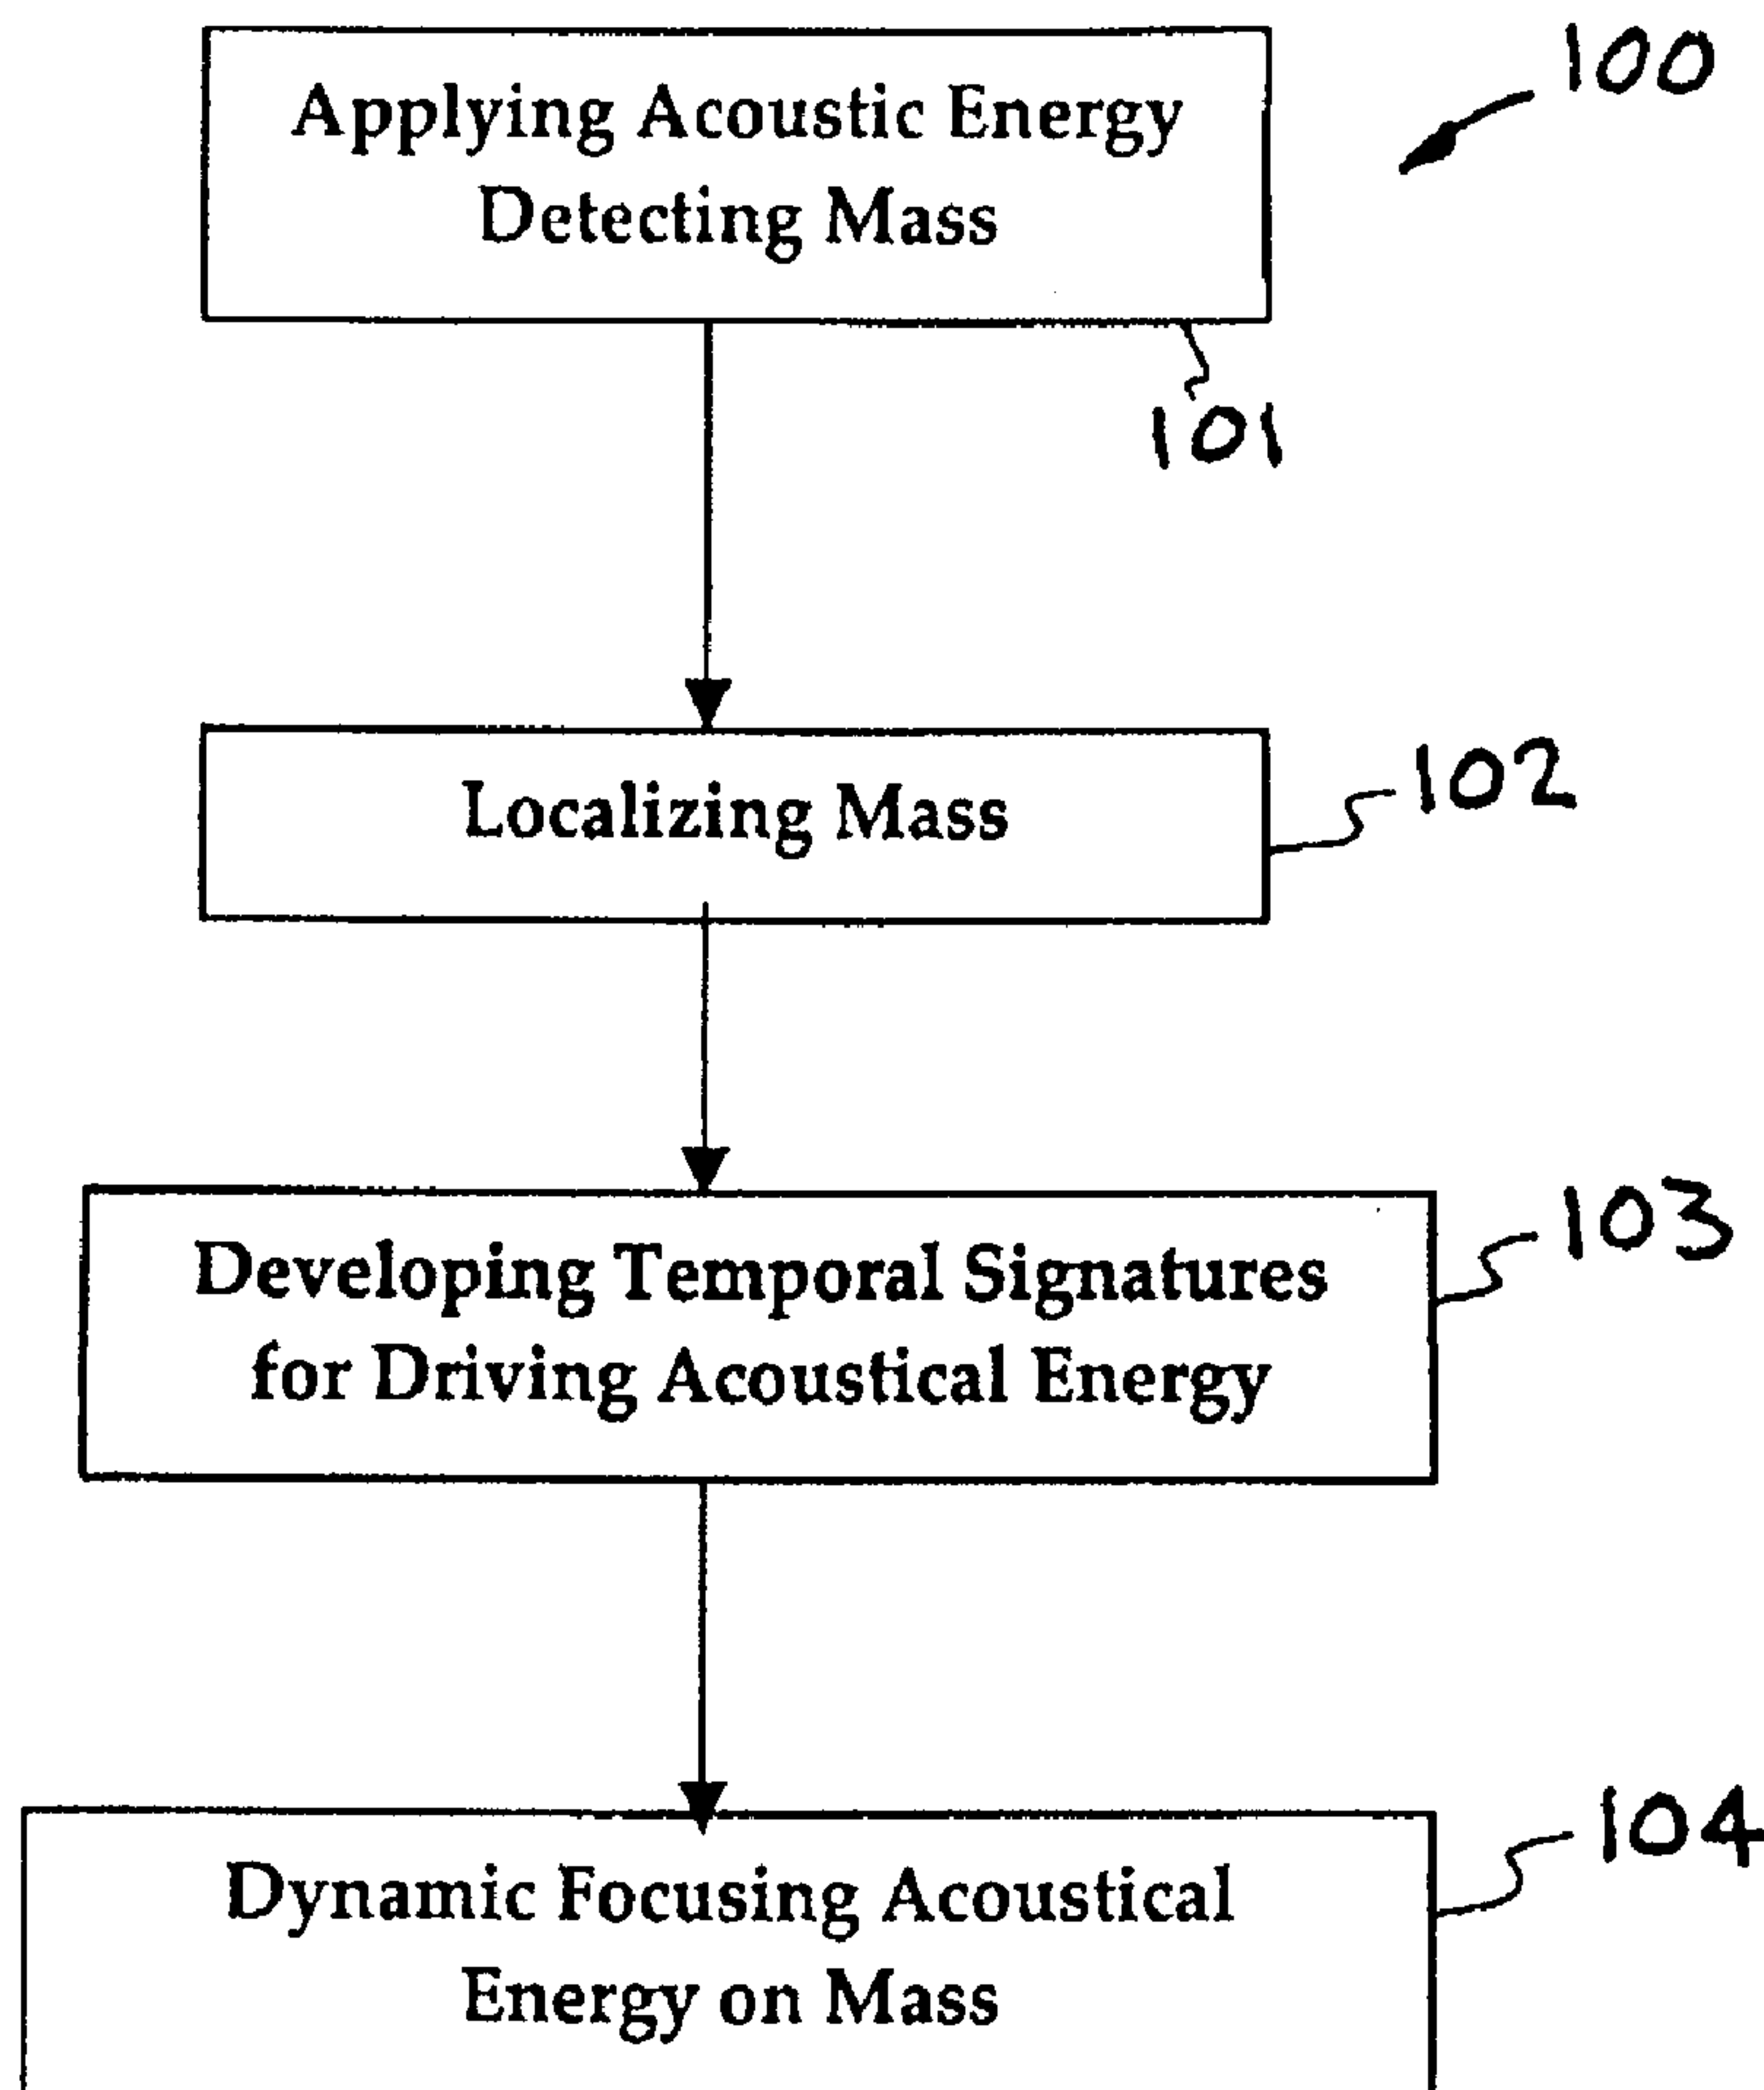 100
Applying Acoustic Energy
Detecting Mass
101
Localizing Mass
102
Developing Temporal Signatures
for Driving Acoustical Energy
103
Dynamic Focusing Acoustical
Energy on Mass
104